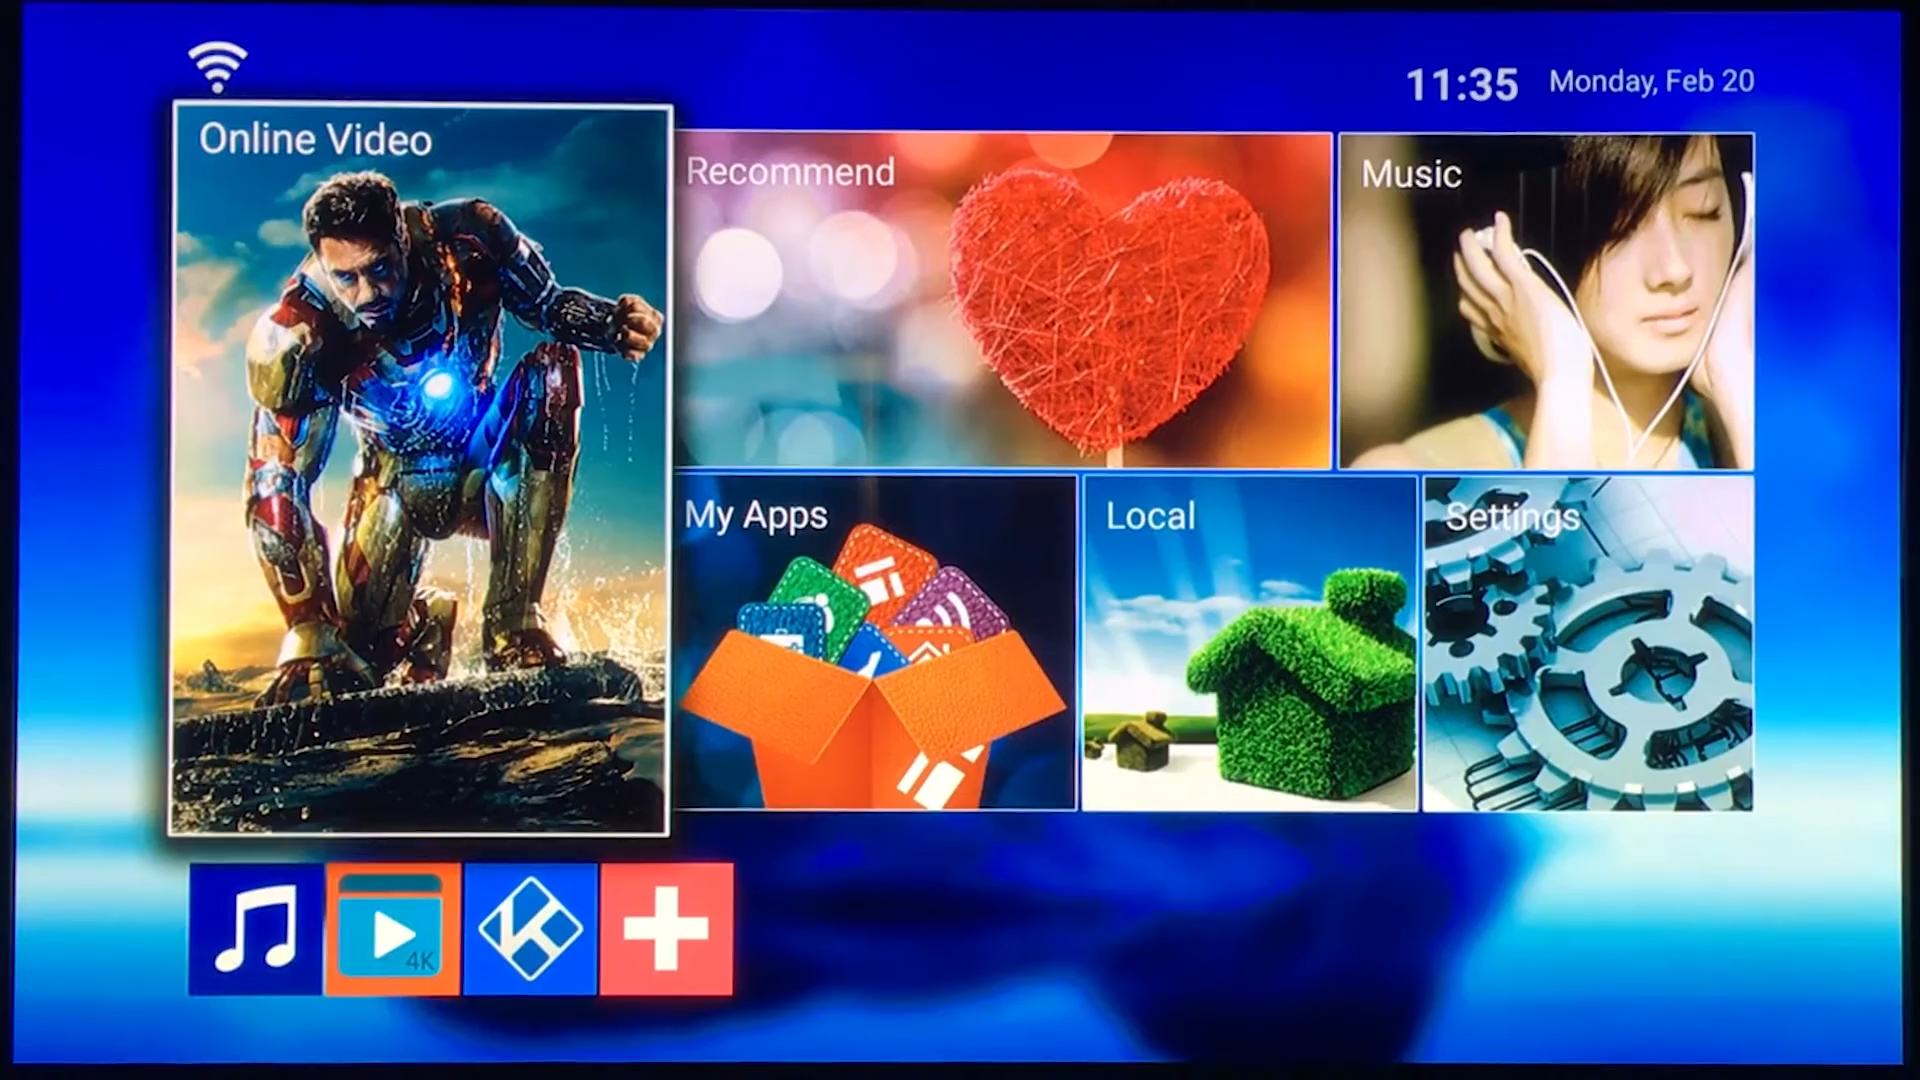 11:35 Monday, Feb 20
Online Video
Recommend
Music
My Apps
Local
Settings
4K